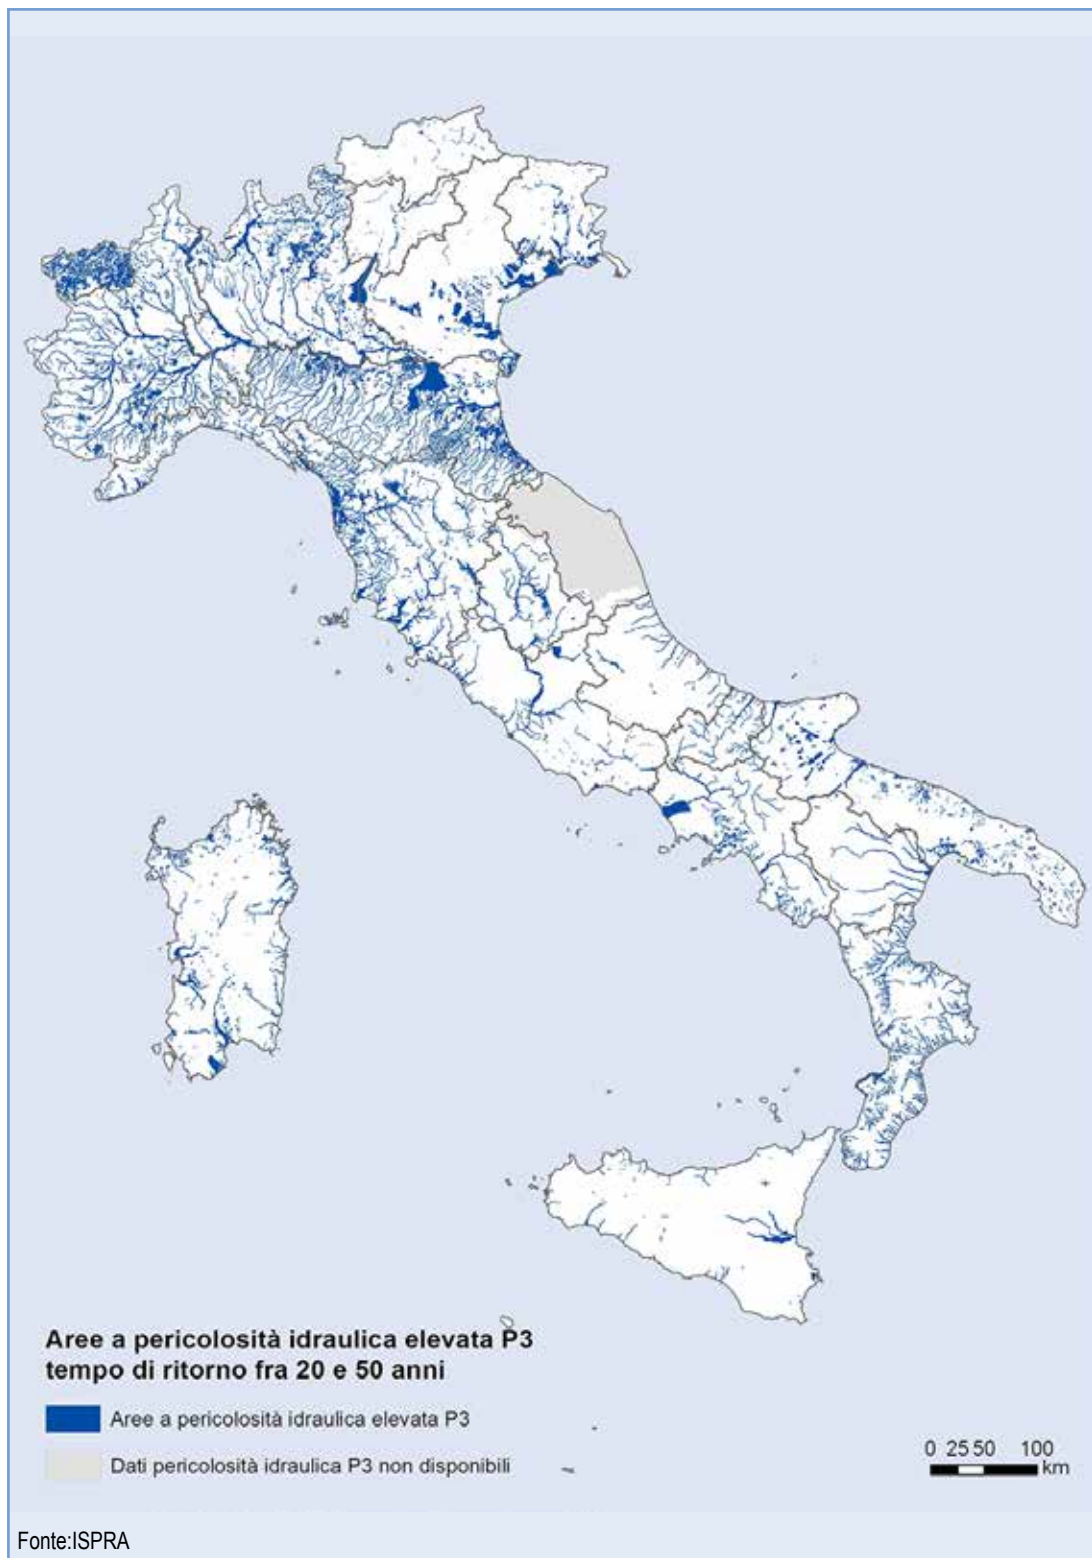 Aree a pericolosità idraulica elevata P3
tempo di ritorno fra 20 e 50 anni
Aree a pericolosità idraulica elevata P3
Dati pericolosità idraulica P3 non disponibili
0 25 50 100
km
Fonte:ISPRA